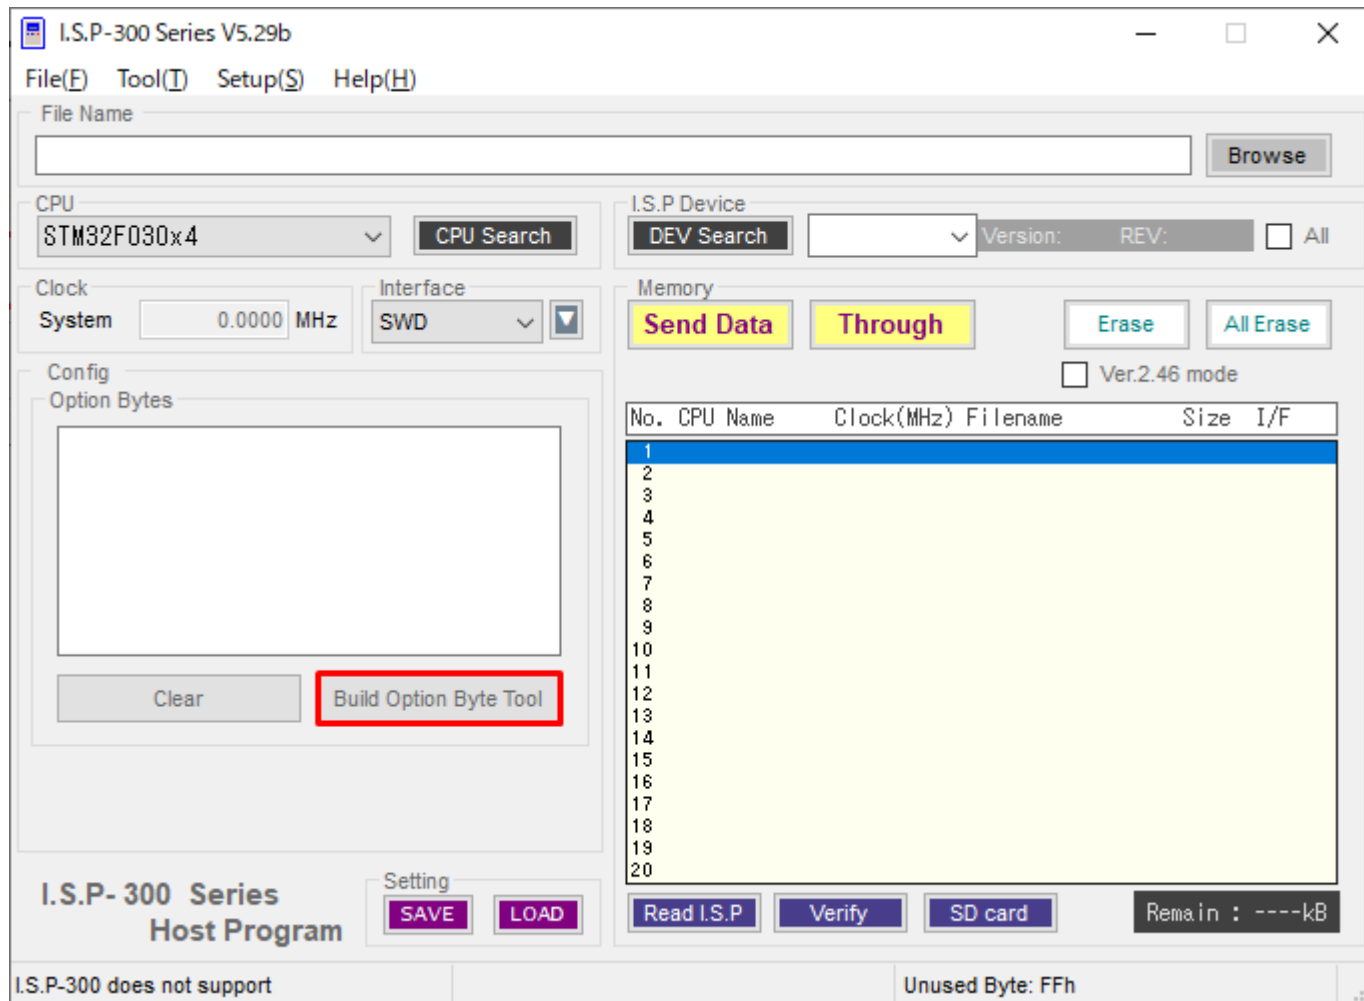 I.S.P-300 Series V5.29b
File(F) Tool(T) Setup(S) Help(H)
File Name
Browse
CPU
STM32F030x4
CPU Search
I.S.P Device
DEV Search
Version:
REV:
All
Clock
System 0.0000 MHz
Interface
SWD
Memory
Send Data
Through
Erase
All Erase
Ver.2.46 mode
Config
Option Bytes
Clear
Build Option Byte Tool
No. CPU Name Clock(MHz) Filename Size I/F
1
2
3
4
5
6
7
8
9
10
11
12
13
14
15
16
17
18
19
20
I.S.P- 300 Series
Host Program
Setting
SAVE
LOAD
Read I.S.P
Verify
SD card
Remain : ----kB
I.S.P-300 does not support
Unused Byte: FFh